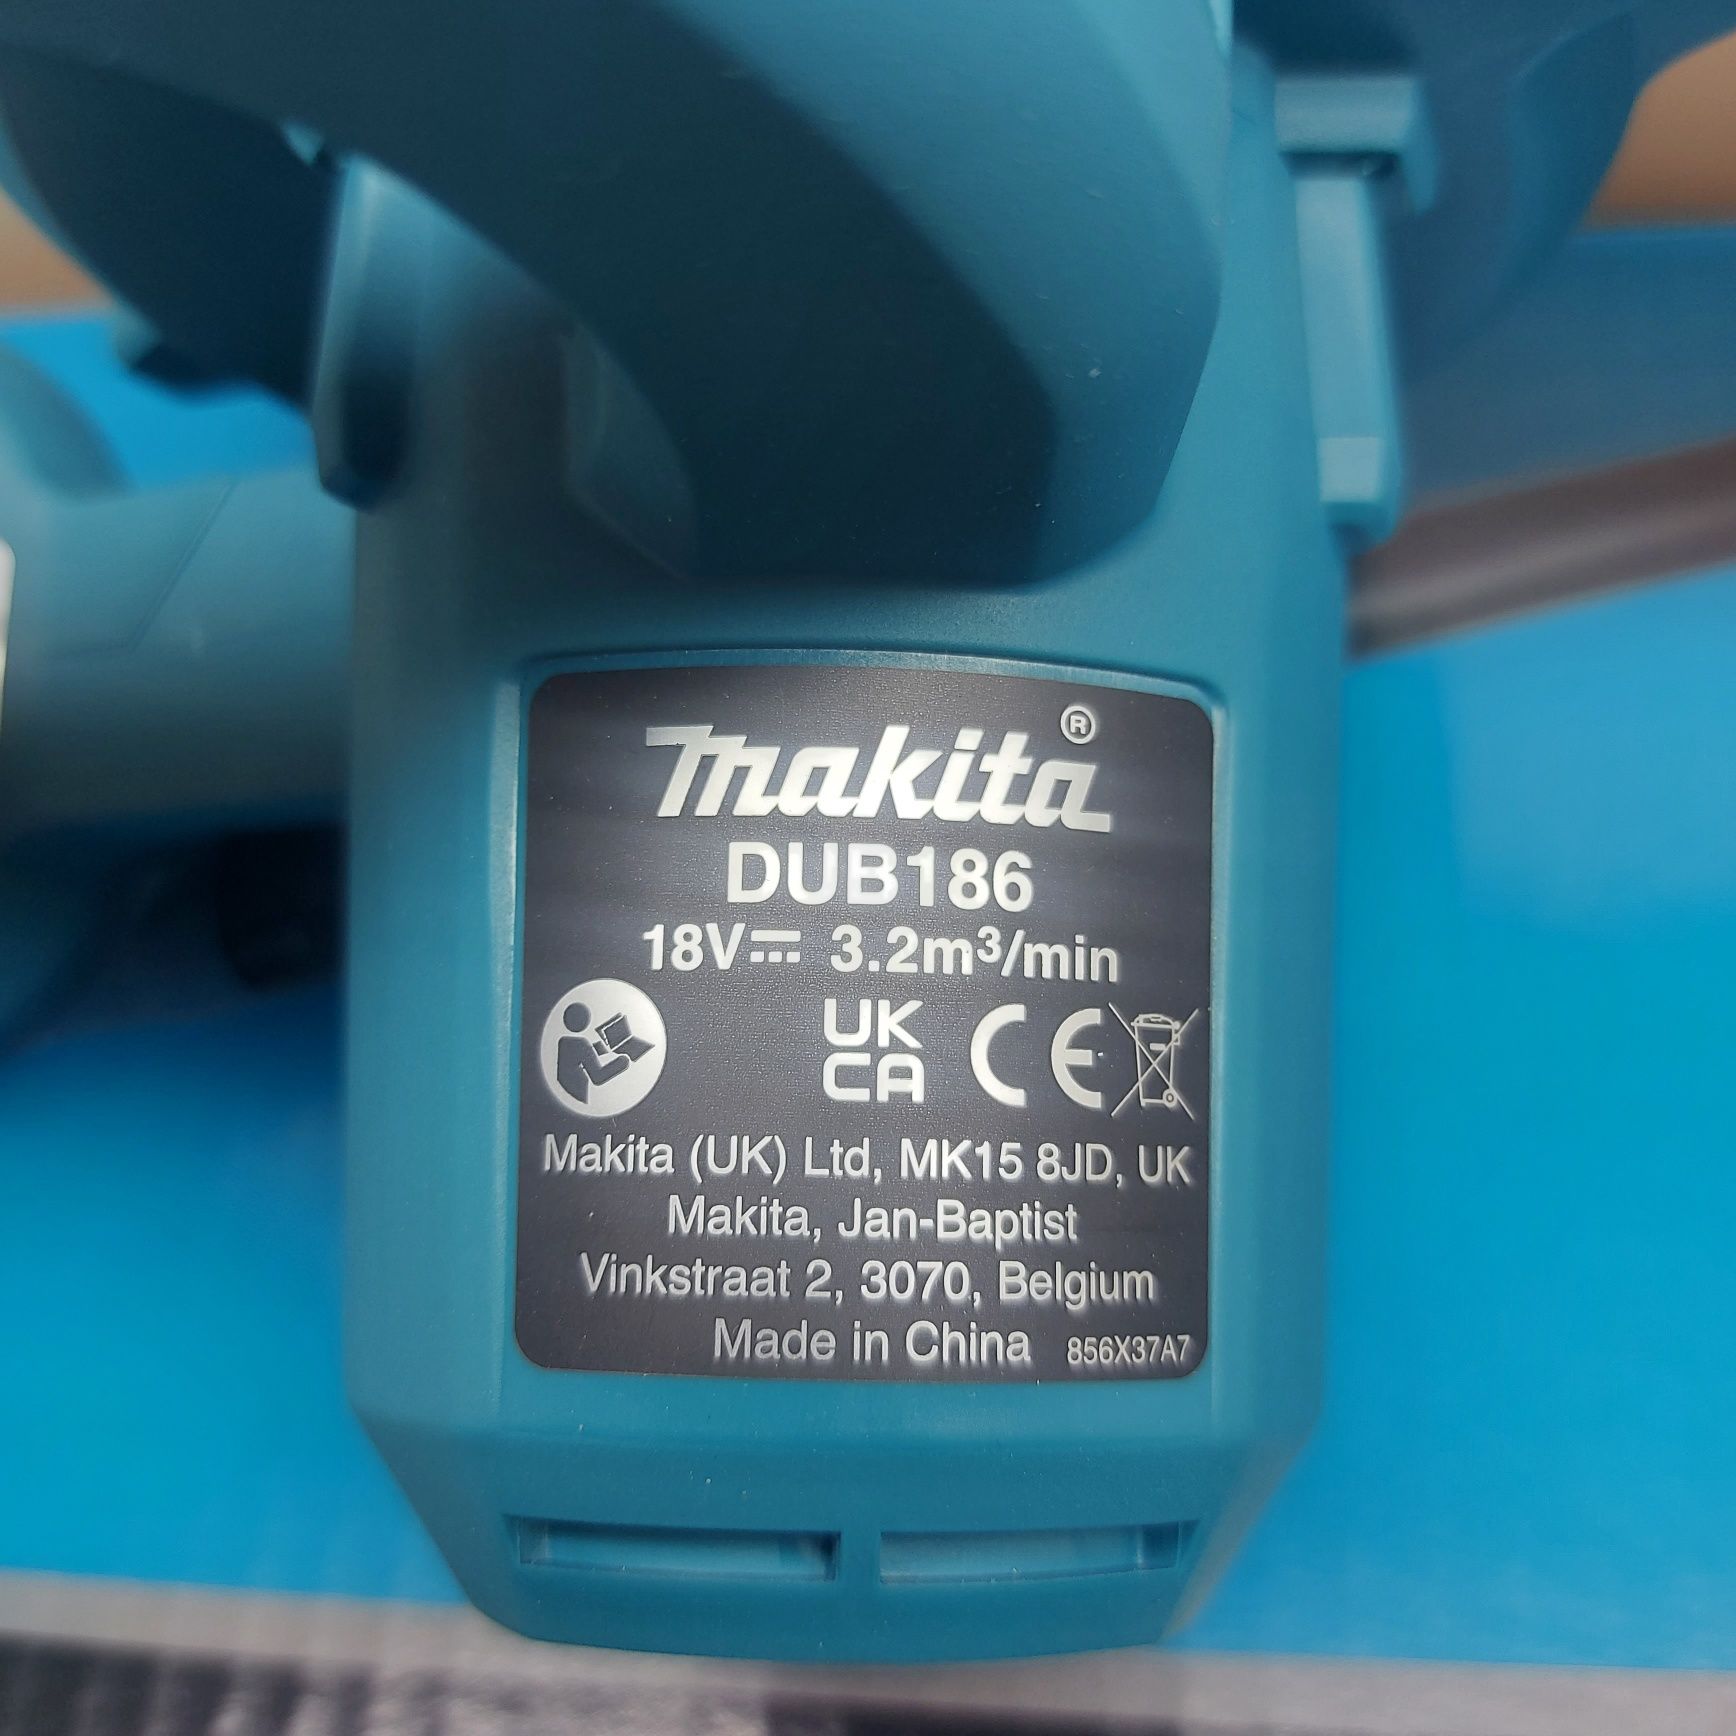 makita®
DUB186
18V⎓ 3.2m³/min
UK
CA CE
Makita (UK) Ltd, MK15 8JD, UK
Makita, Jan-Baptist
Vinkstraat 2, 3070, Belgium
Made in China 856X37A7